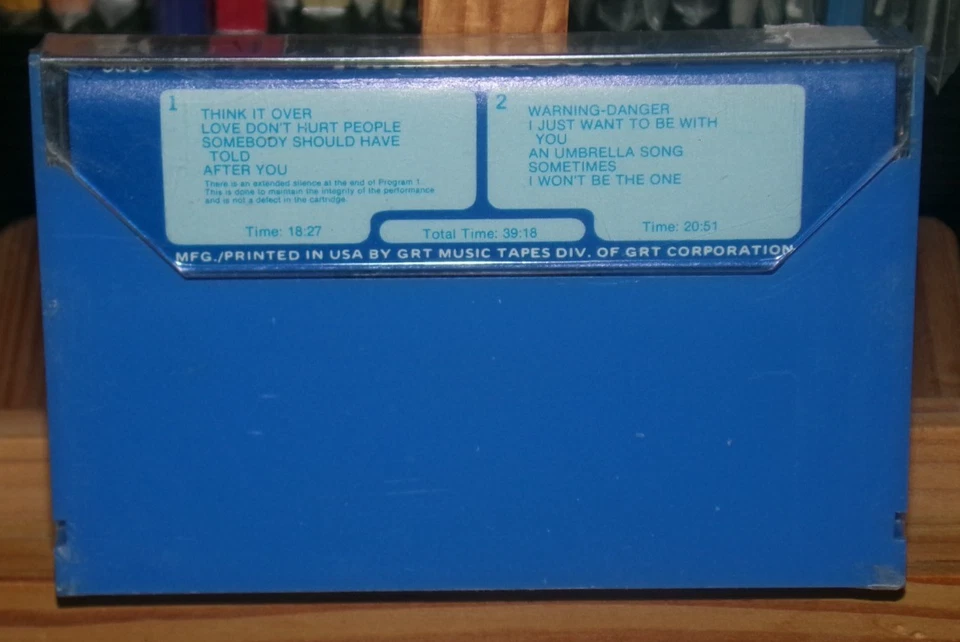 1
THINK IT OVER
LOVE DON'T HURT PEOPLE
SOMEBODY SHOULD HAVE
TOLD
AFTER YOU
There is an extended silence at the end of Program 1.
This is done to maintain the integrity of the performance
and is not a defect in the cartridge.
Time: 18:27
2
WARNING-DANGER
I JUST WANT TO BE WITH
YOU
AN UMBRELLA SONG
SOMETIMES
I WON'T BE THE ONE
Time: 20:51
Total Time: 39:18
MFG./PRINTED IN USA BY GRT MUSIC TAPES DIV. OF GRT CORPORATION